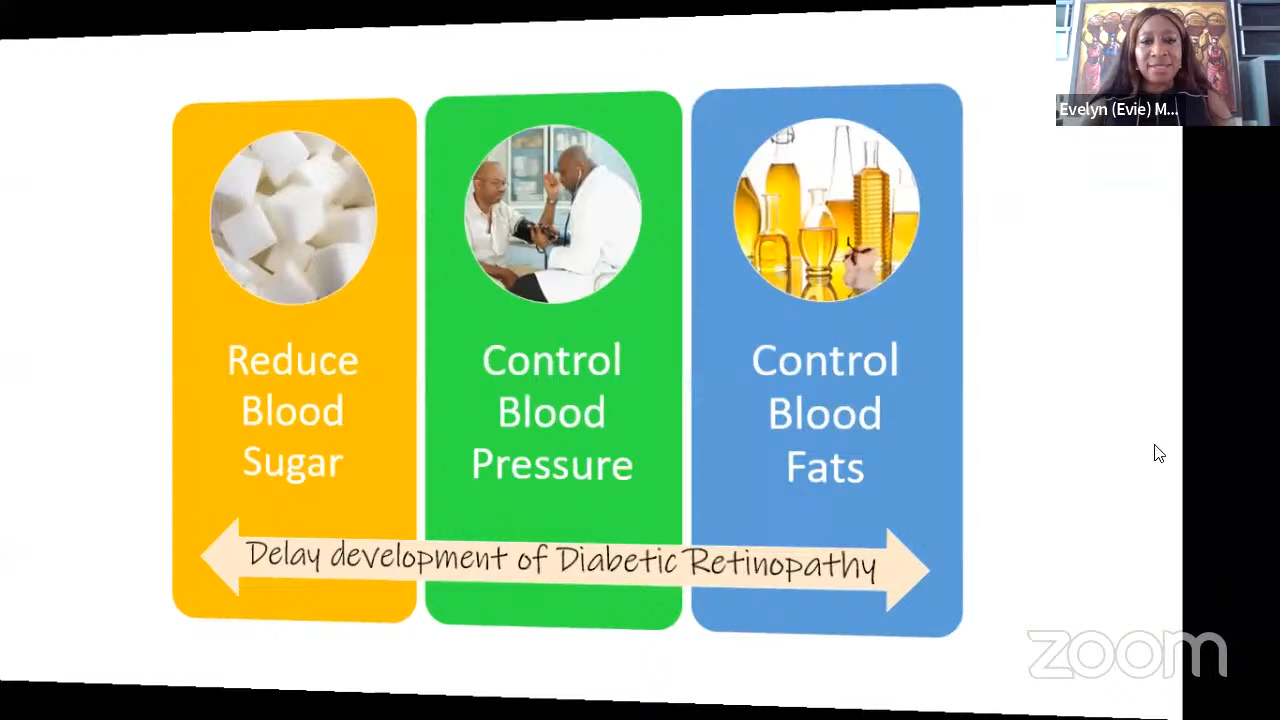 Evelyn (Evie) M...
Reduce
Blood
Sugar
Control
Blood
Pressure
Control
Blood
Fats
Delay development of Diabetic Retinopathy
zoom